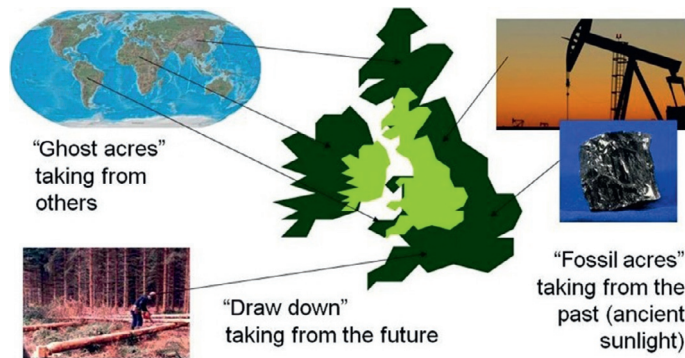 “Ghost acres”
taking from
others
“Draw down”
taking from the future
“Fossil acres”
taking from the
past (ancient
sunlight)